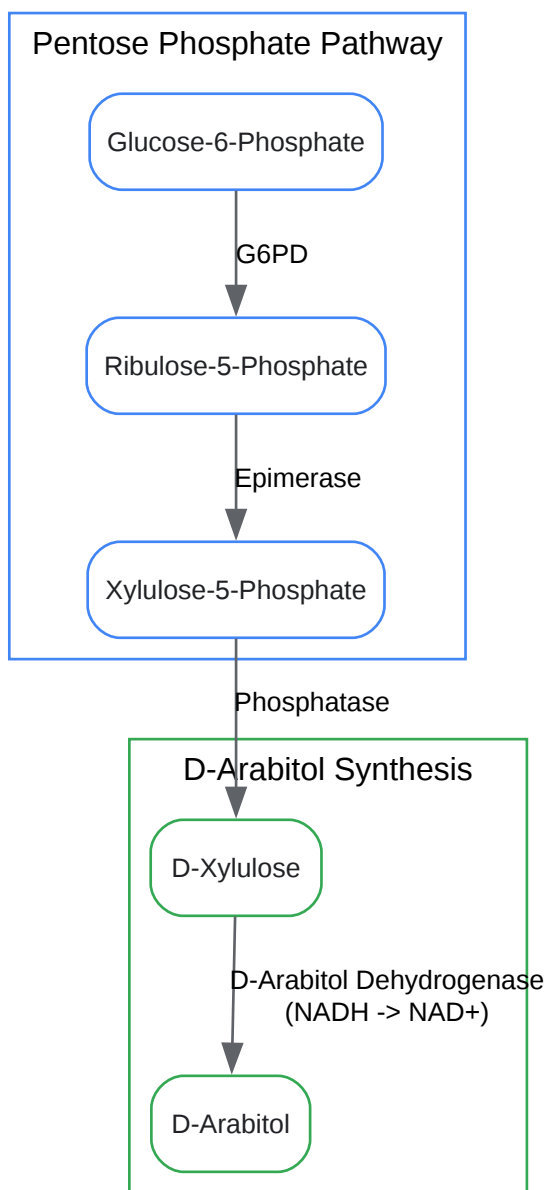 Pentose Phosphate Pathway
Glucose-6-Phosphate
G6PD
Ribulose-5-Phosphate
Epimerase
Xylulose-5-Phosphate
Phosphatase
D-Arabitol Synthesis
D-Xylulose
D-Arabitol Dehydrogenase
(NADH -> NAD+)
D-Arabitol